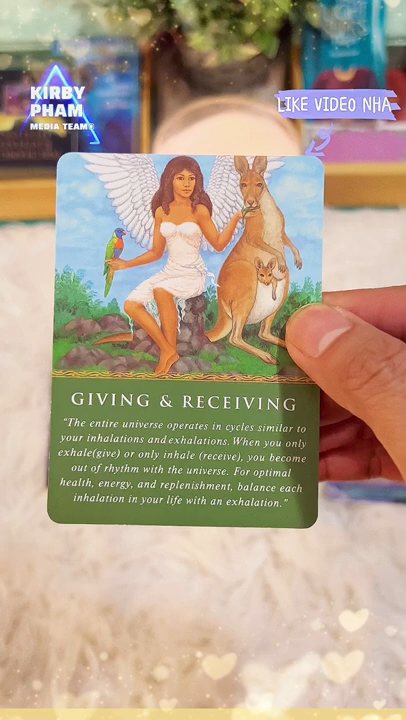 KIRBY
PHAM
MEDIA TEAM®
LIKE VIDEO NHA
GIVING & RECEIVING
"The entire universe operates in cycles similar to
your inhalations and exhalations. When you only
exhale(give) or only inhale (receive), you become
out of rhythm with the universe. For optimal
health, energy, and replenishment, balance each
inhalation in your life with an exhalation."